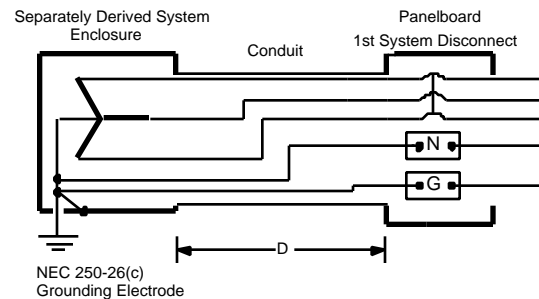 Separately Derived System
Enclosure
Conduit
Panelboard
1st System Disconnect
N
G
D
NEC 250-26(c)
Grounding Electrode